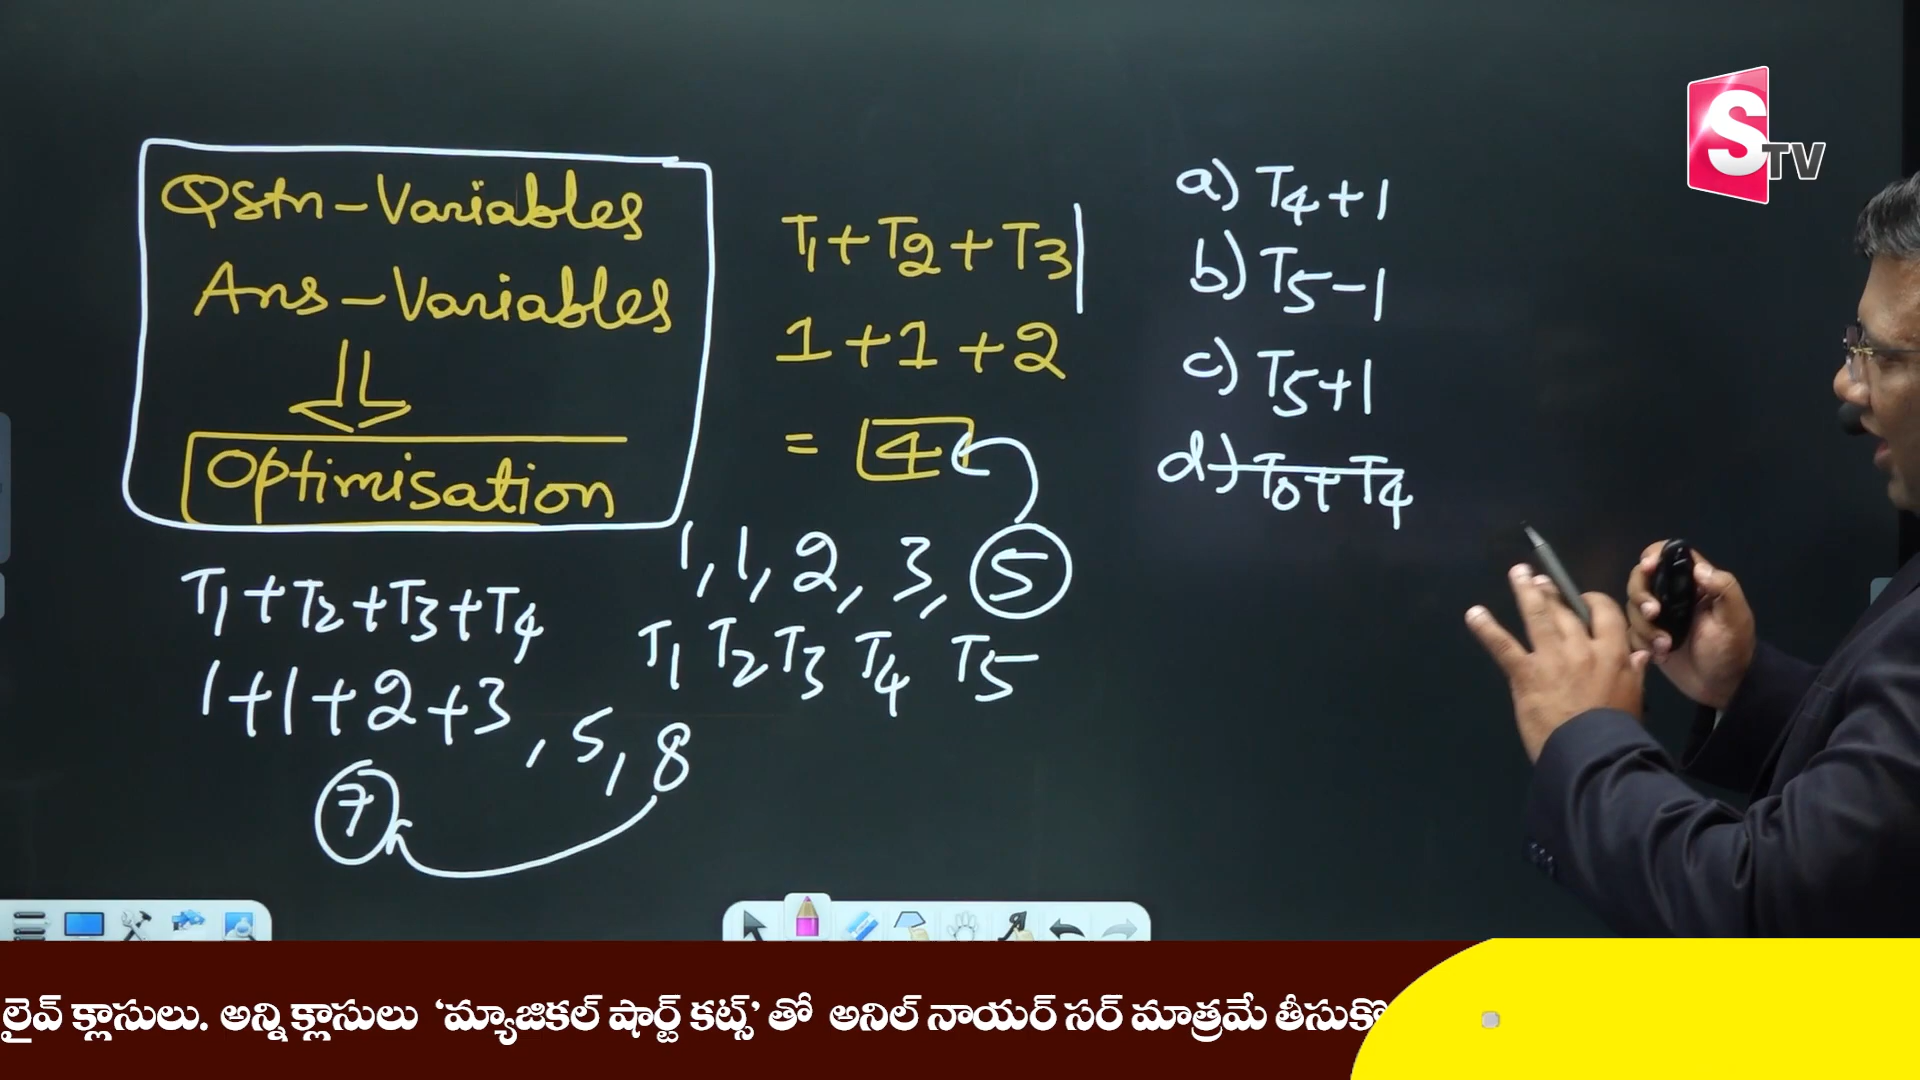 STV
Qstn-Variables
Ans-Variables
Optimisation
T1+T2+T3
1+1+2
= 4
1, 1, 2, 3, 5
T1 T2 T3 T4 T5
T1+T2+T3+T4
1+1+2+3, 5, 8
7
a) T4+1
b) T5-1
c) T5+1
d) T0+T4
లైవ్ క్లాసులు. అన్ని క్లాసులు 'మ్యాజికల్ షార్ట్ కట్స్' తో అనిల్ నాయర్ సర్ మాత్రమే తీసుకొ